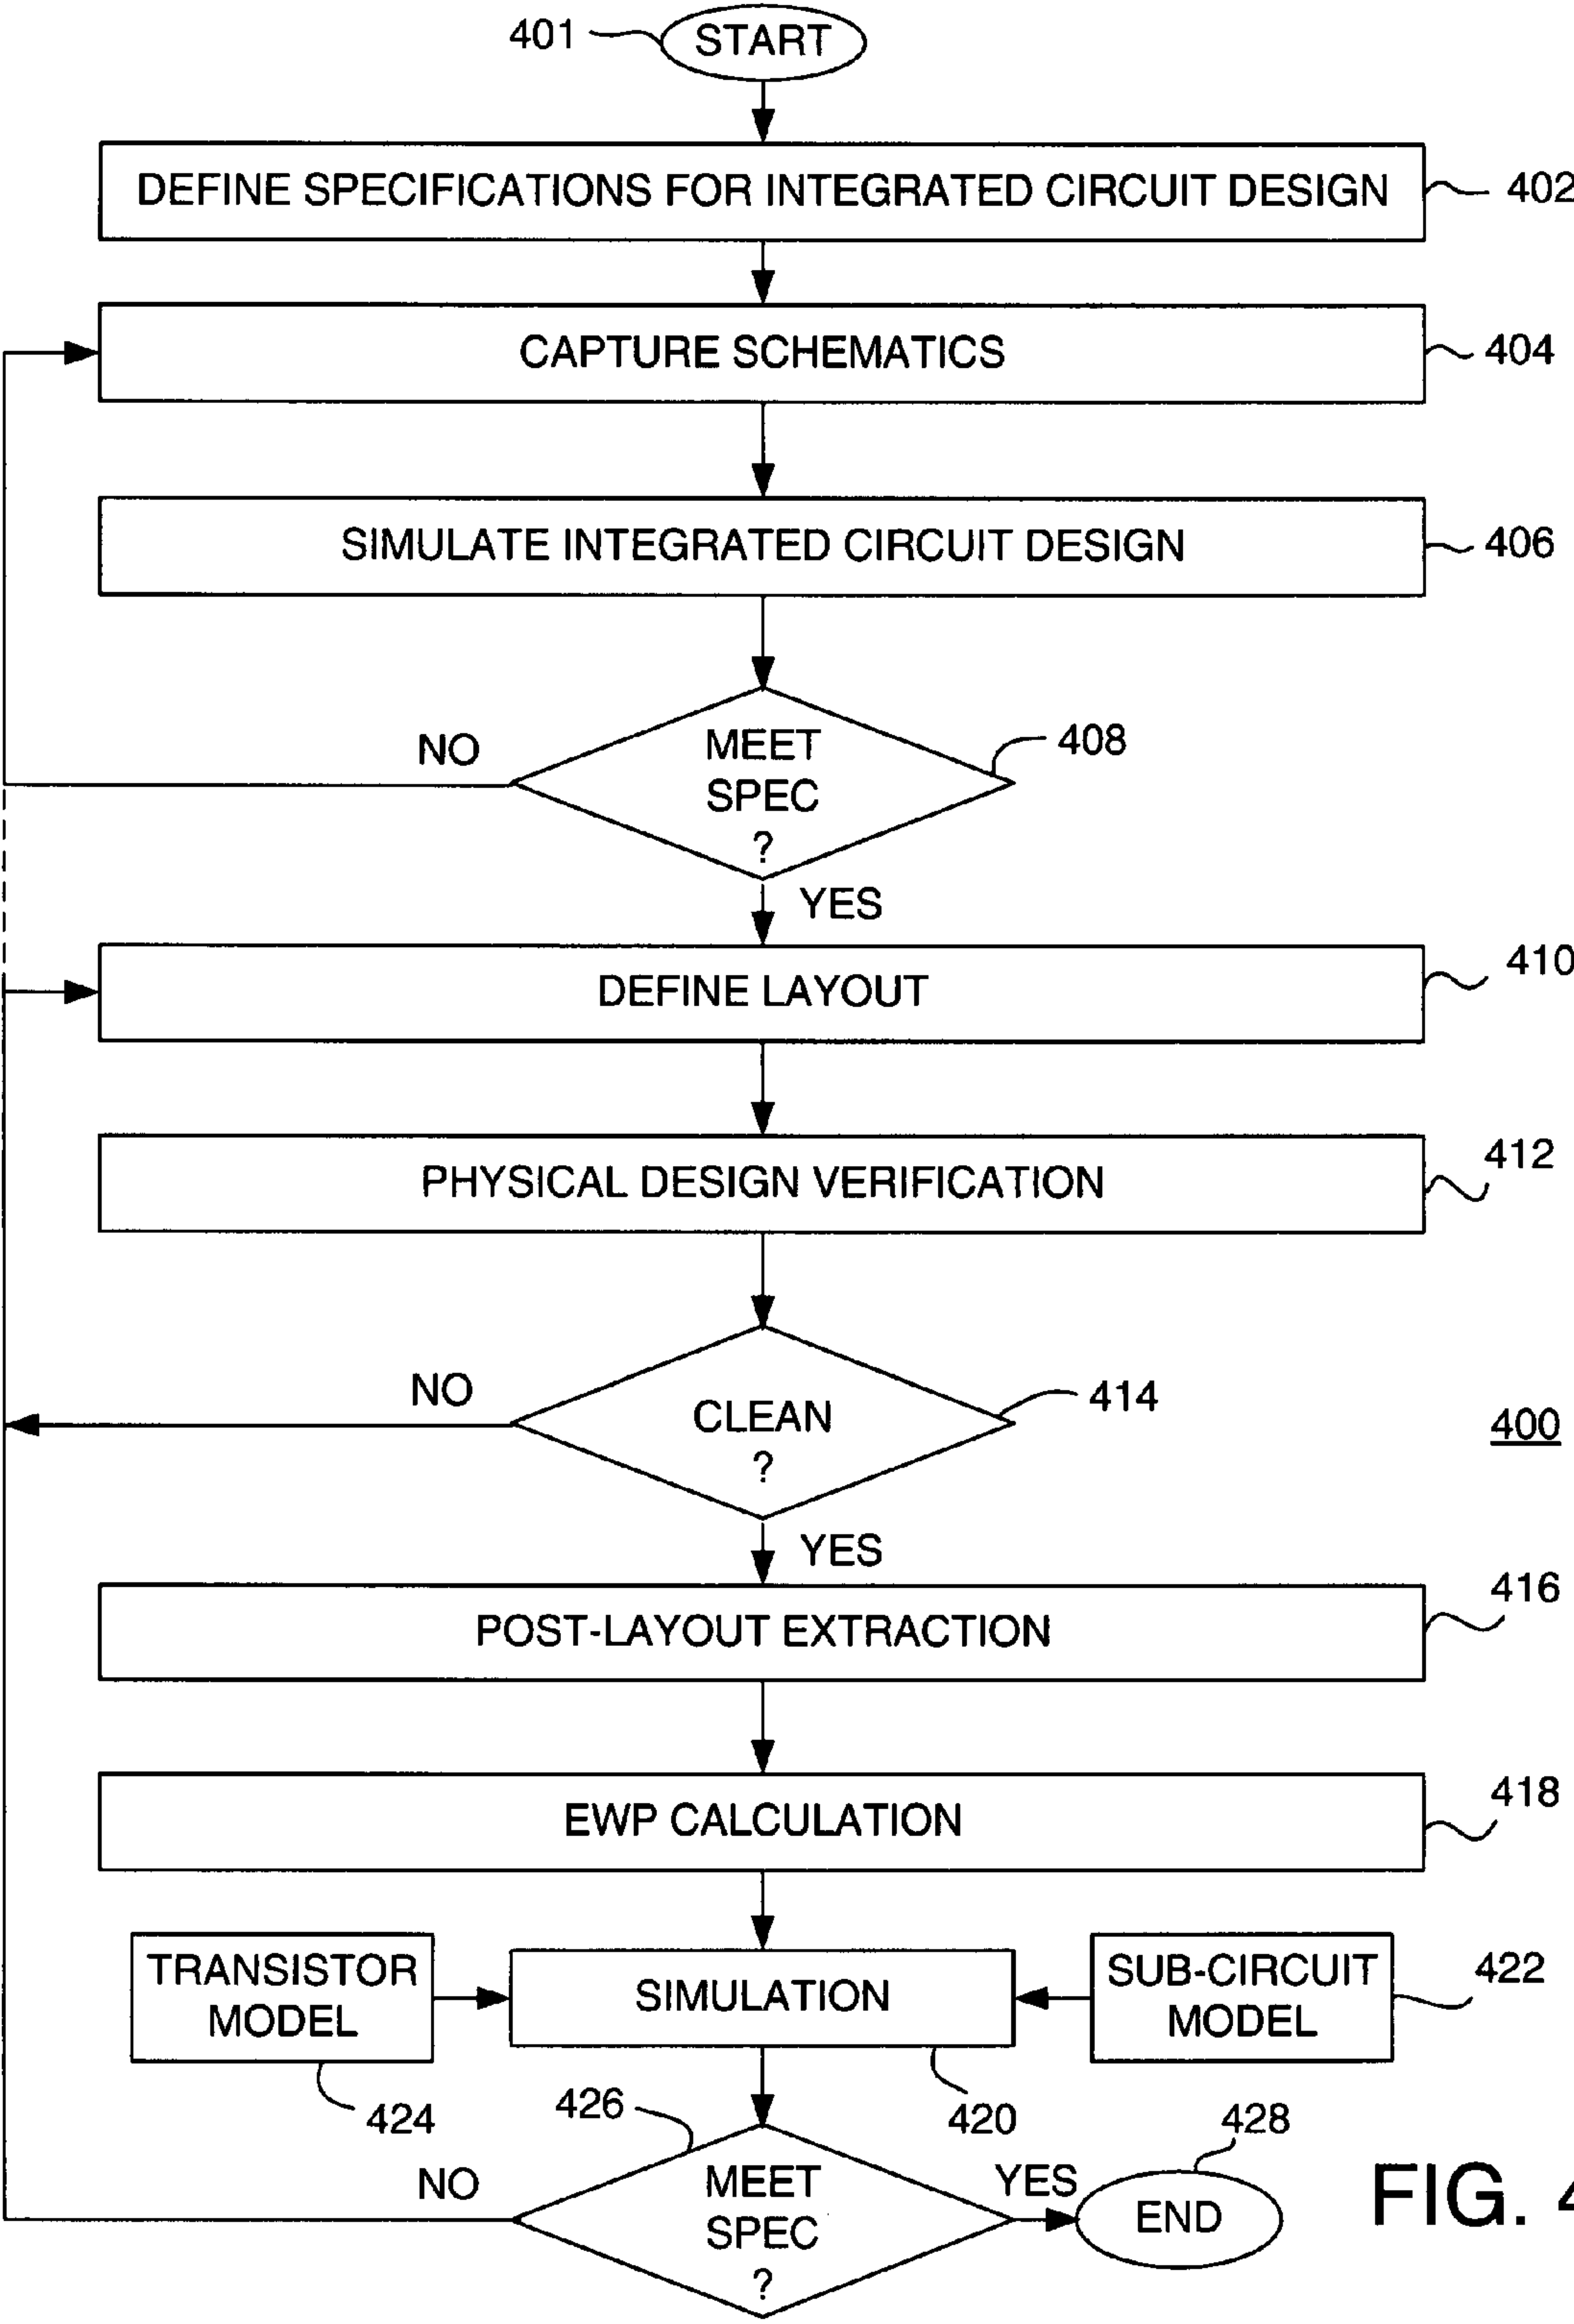 401
START
DEFINE SPECIFICATIONS FOR INTEGRATED CIRCUIT DESIGN
402
CAPTURE SCHEMATICS
404
SIMULATE INTEGRATED CIRCUIT DESIGN
406
NO
MEET
SPEC
?
408
YES
DEFINE LAYOUT
410
PHYSICAL DESIGN VERIFICATION
412
NO
CLEAN
?
414
400
YES
POST-LAYOUT EXTRACTION
416
EWP CALCULATION
418
TRANSISTOR
MODEL
SIMULATION
SUB-CIRCUIT
MODEL
422
424
426
420
428
NO
MEET
SPEC
?
YES
END
FIG. 4